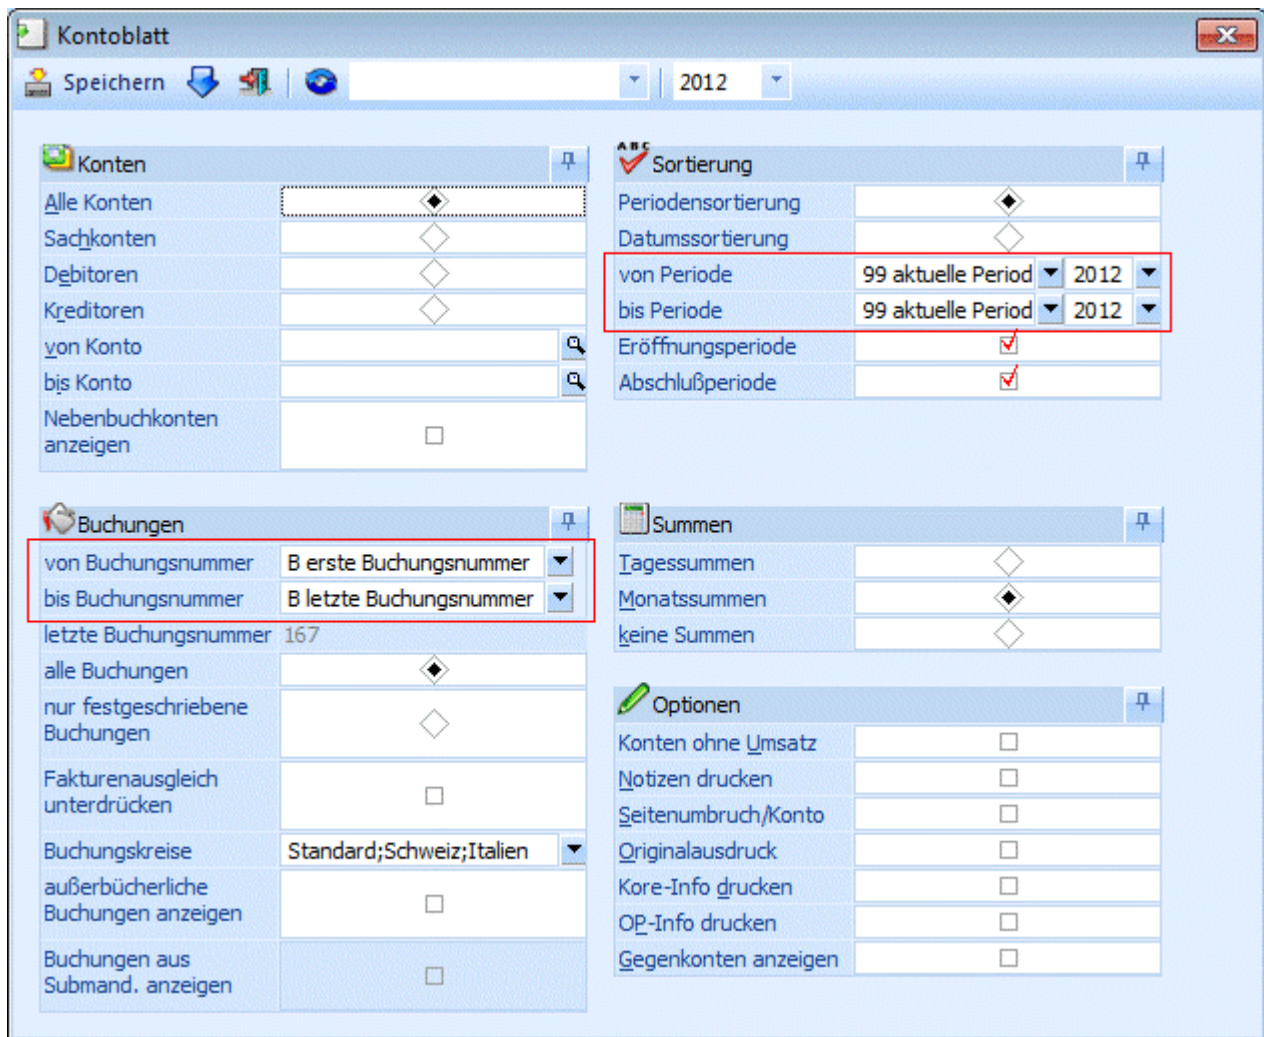 Kontoblatt
Speichern 2012
Konten
Alle Konten
Sachkonten
Debitoren
Kreditoren
von Konto
bis Konto
Nebenbuchkonten
anzeigen
ABC
Sortierung
Periodensortierung
Datumssortierung
von Periode 99 aktuelle Period 2012
bis Periode 99 aktuelle Period 2012
Eröffnungsperiode
Abschlußperiode
Buchungen
von Buchungsnummer B erste Buchungsnummer
bis Buchungsnummer B letzte Buchungsnummer
letzte Buchungsnummer 167
alle Buchungen
nur festgeschriebene
Buchungen
Fakturenausgleich
unterdrücken
Buchungskreise Standard;Schweiz;Italien
außerbücherliche
Buchungen anzeigen
Buchungen aus
Submand. anzeigen
Summen
Tagessummen
Monatssummen
keine Summen
Optionen
Konten ohne Umsatz
Notizen drucken
Seitenumbruch/Konto
Originalausdruck
Kore-Info drucken
OP-Info drucken
Gegenkonten anzeigen